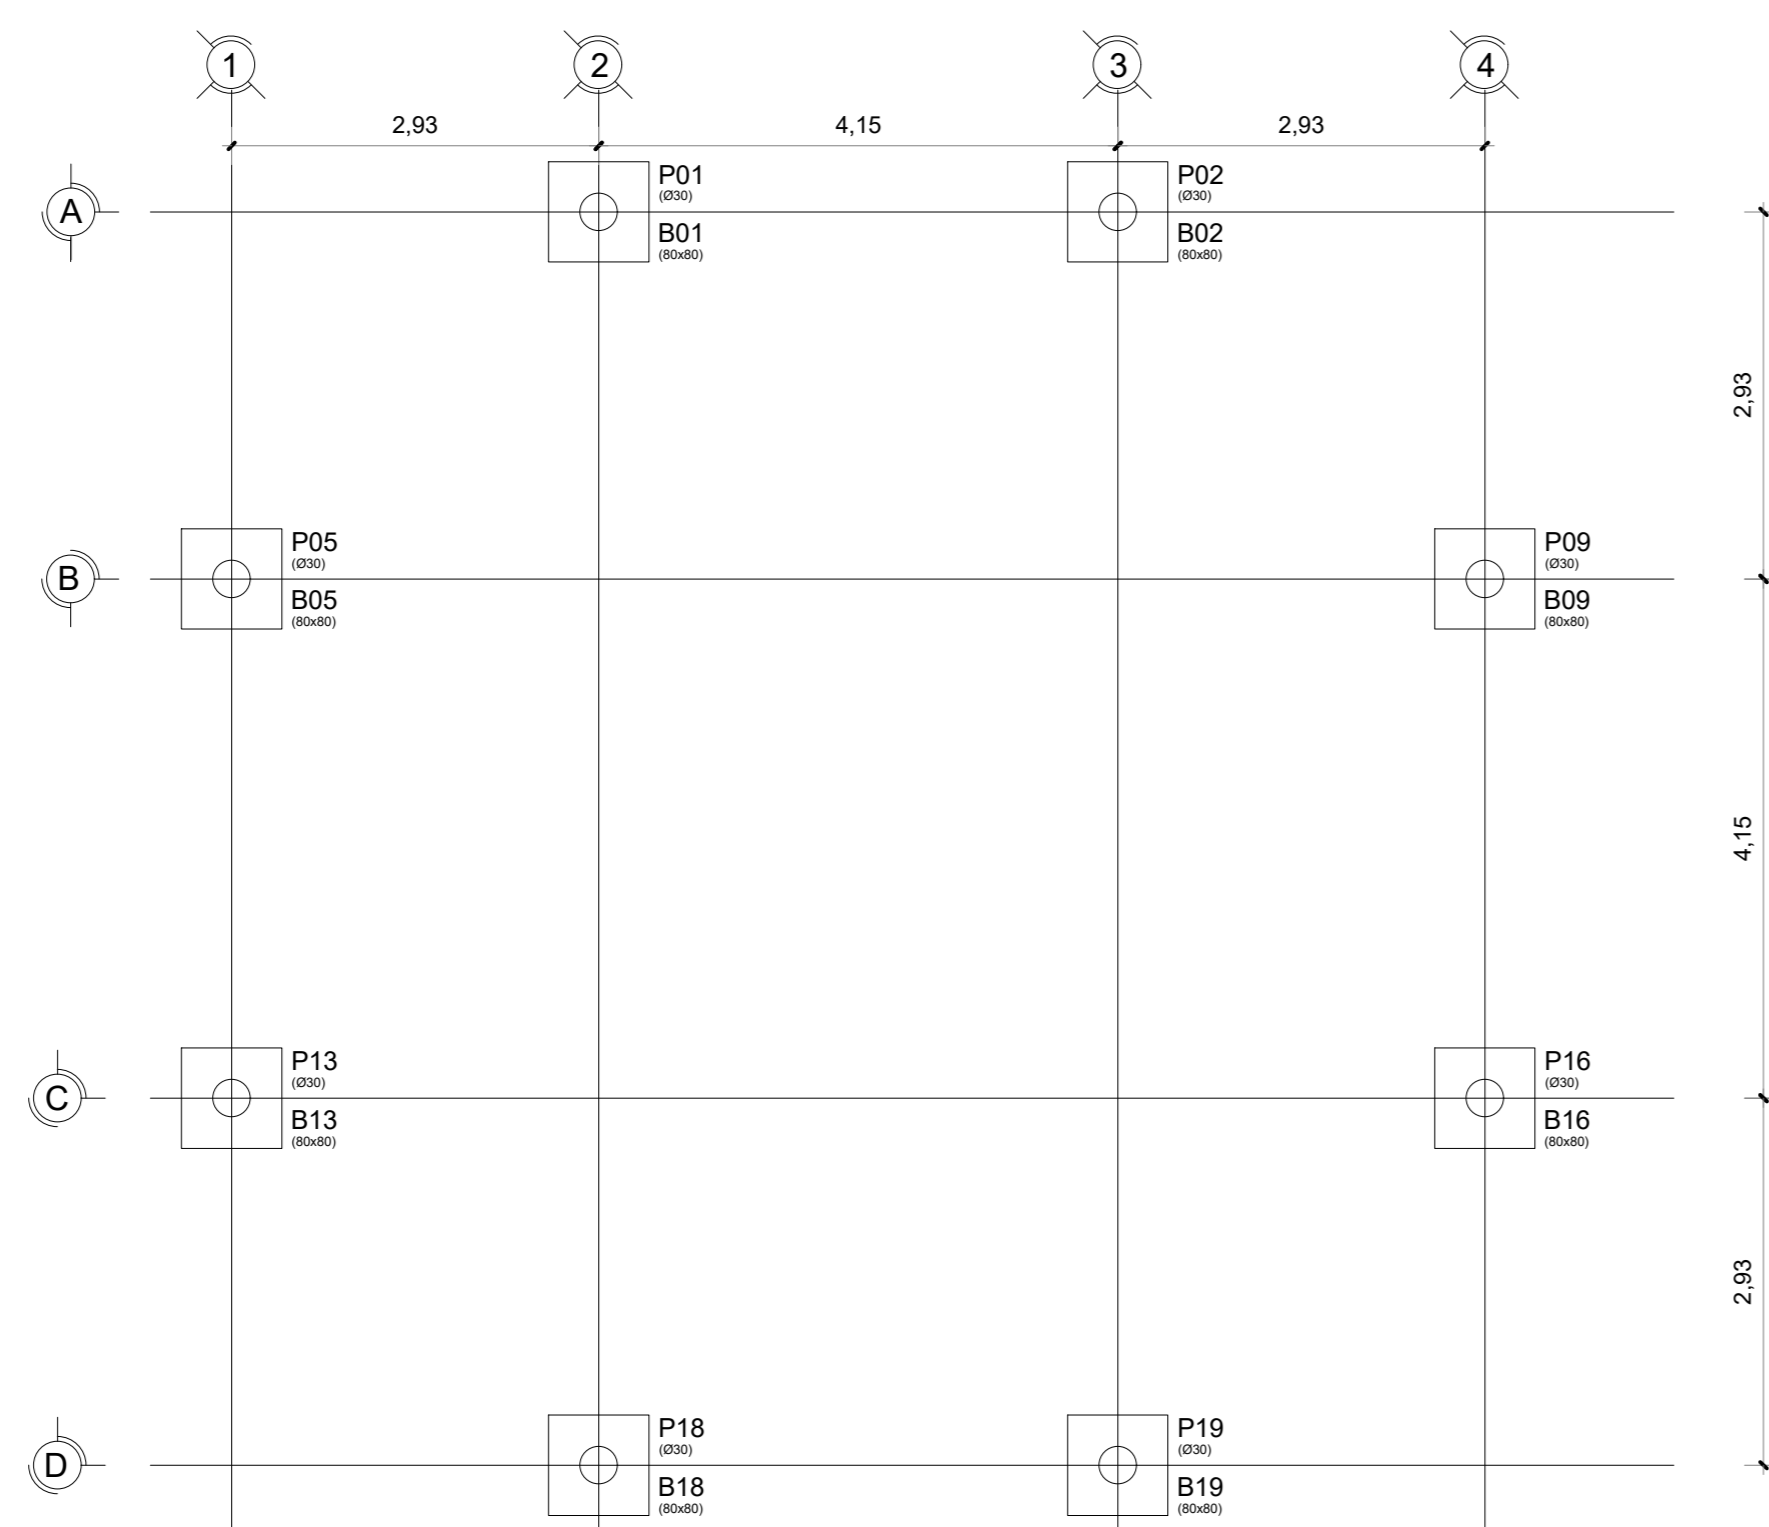 1
2
3
4
2,93
4,15
2,93
A
P01
(Ø30)
B01
(80x80)
P02
(Ø30)
B02
(80x80)
2,93
B
P05
(Ø30)
B05
(80x80)
P09
(Ø30)
B09
(80x80)
4,15
C
P13
(Ø30)
B13
(80x80)
P16
(Ø30)
B16
(80x80)
2,93
D
P18
(Ø30)
B18
(80x80)
P19
(Ø30)
B19
(80x80)